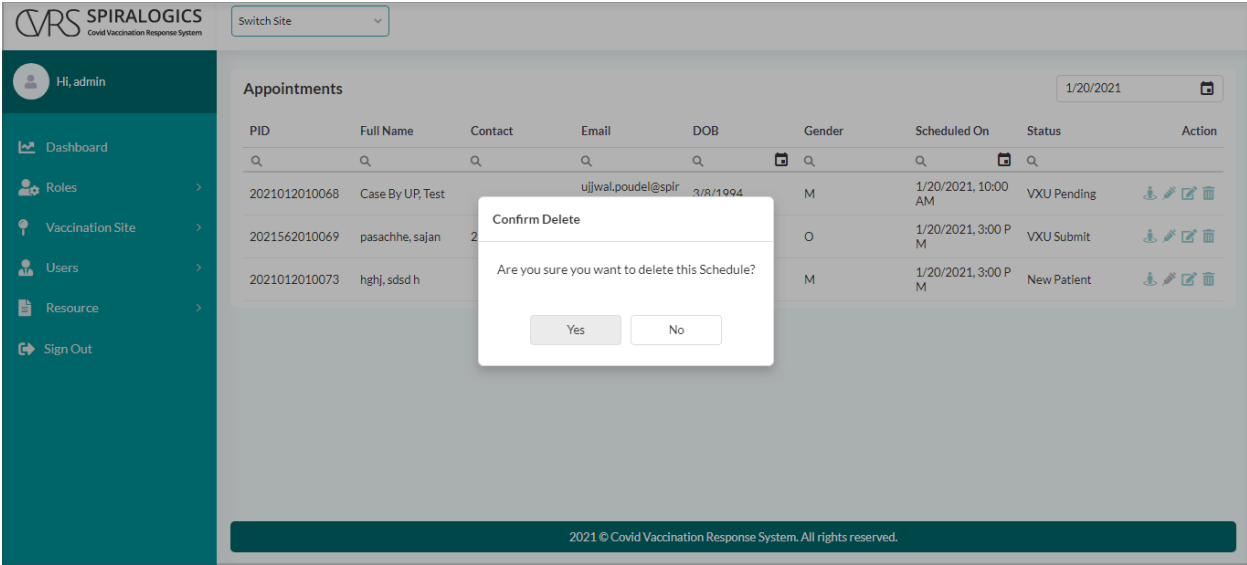 CVRS SPIRALOGICS
Covid Vaccination Response System
Switch Site
Hi, admin
Dashboard
Roles
Vaccination Site
Users
Resource
Sign Out
Appointments
1/20/2021
PID Full Name Contact Email DOB Gender Scheduled On Status Action
2021012010068 Case By UP, Test ujjwal.poudel@spir 3/8/1994 M 1/20/2021, 10:00
AM VXU Pending
2021562010069 pasachhe, sajan 2 O 1/20/2021, 3:00 P
M VXU Submit
2021012010073 hghj, sdsd h M 1/20/2021, 3:00 P
M New Patient
Confirm Delete
Are you sure you want to delete this Schedule?
Yes No
2021 © Covid Vaccination Response System. All rights reserved.